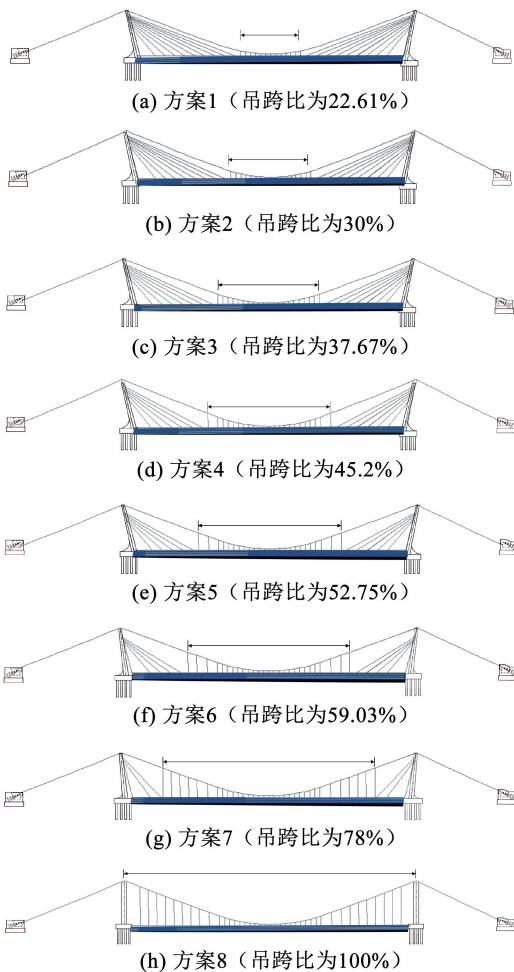 (a) 方案1（吊跨比为22.61%）
(b) 方案2（吊跨比为30%）
(c) 方案3（吊跨比为37.67%）
(d) 方案4（吊跨比为45.2%）
(e) 方案5（吊跨比为52.75%）
(f) 方案6（吊跨比为59.03%）
(g) 方案7（吊跨比为78%）
(h) 方案8（吊跨比为100%）